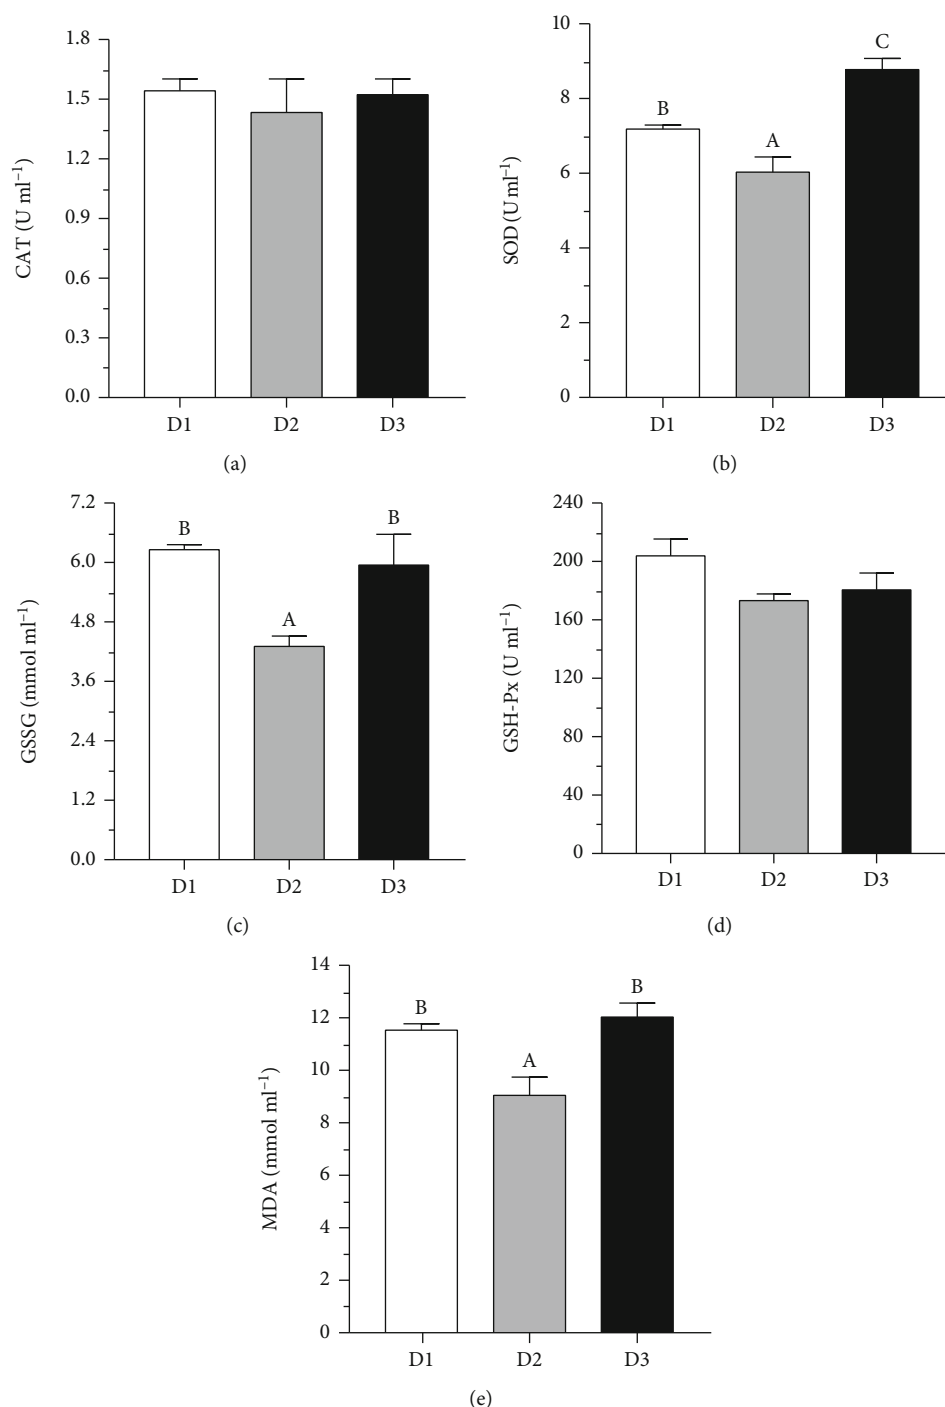 1.8
1.5
1.2
0.9
0.6
0.3
0.0
CAT (U ml⁻¹)
D1 D2 D3
(a)
10
8
6
4
2
0
SOD (U ml⁻¹)
B
A
C
D1 D2 D3
(b)
7.2
6.0
4.8
3.6
2.4
1.2
0.0
GSSG (mmol ml⁻¹)
B
A
B
D1 D2 D3
(c)
240
200
160
120
80
40
0
GSH-Px (U ml⁻¹)
D1 D2 D3
(d)
14
12
10
8
6
4
2
0
MDA (mmol ml⁻¹)
B
A
B
D1 D2 D3
(e)